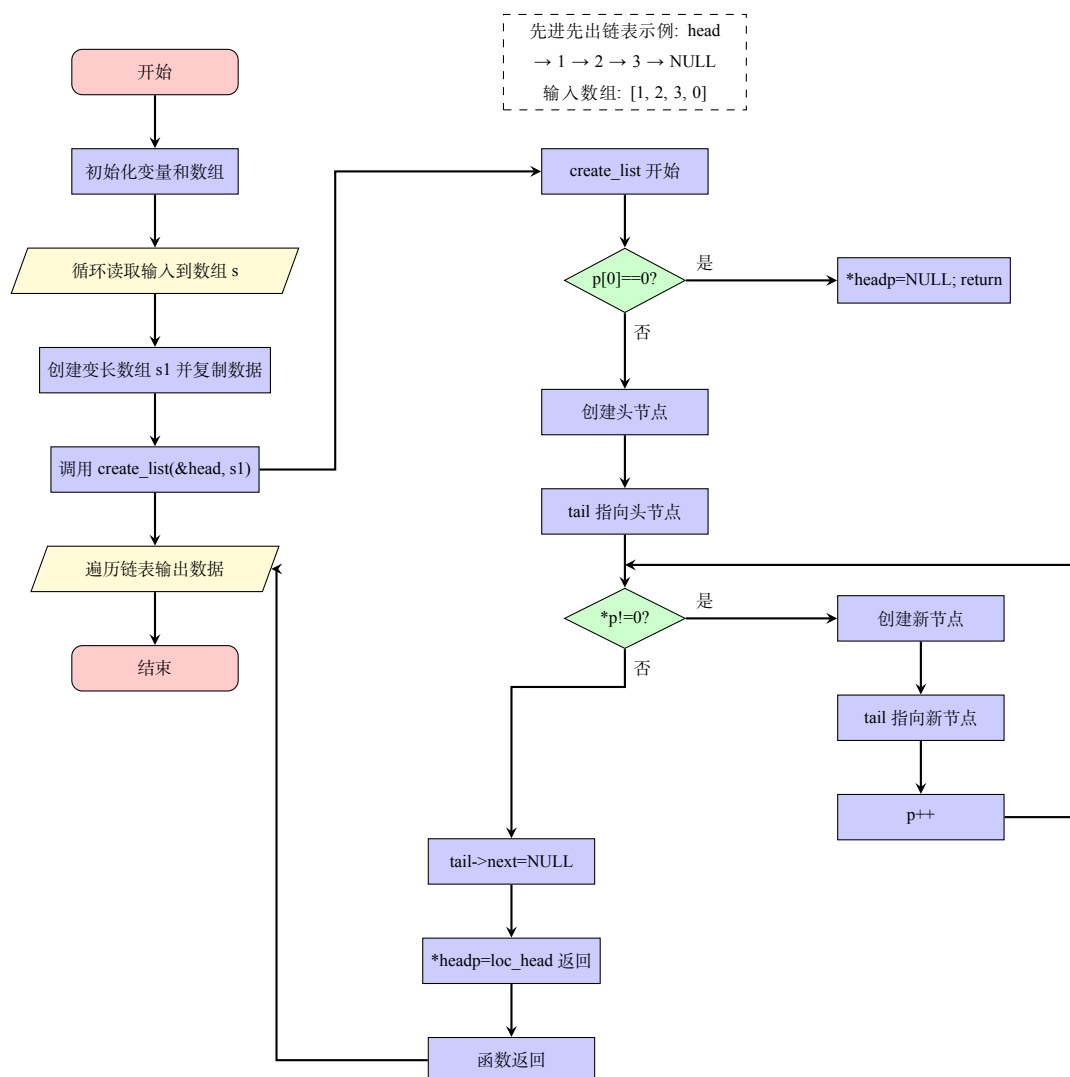 先进先出链表示例: head
→ 1 → 2 → 3 → NULL
输入数组: [1, 2, 3, 0]
开始
初始化变量和数组
循环读取输入到数组 s
创建变长数组 s1 并复制数据
调用 create_list(&head, s1)
遍历链表输出数据
结束
create_list 开始
p[0]==0?
是
*headp=NULL; return
否
创建头节点
tail 指向头节点
*p!=0?
是
创建新节点
tail 指向新节点
p++
否
tail->next=NULL
*headp=loc_head 返回
函数返回